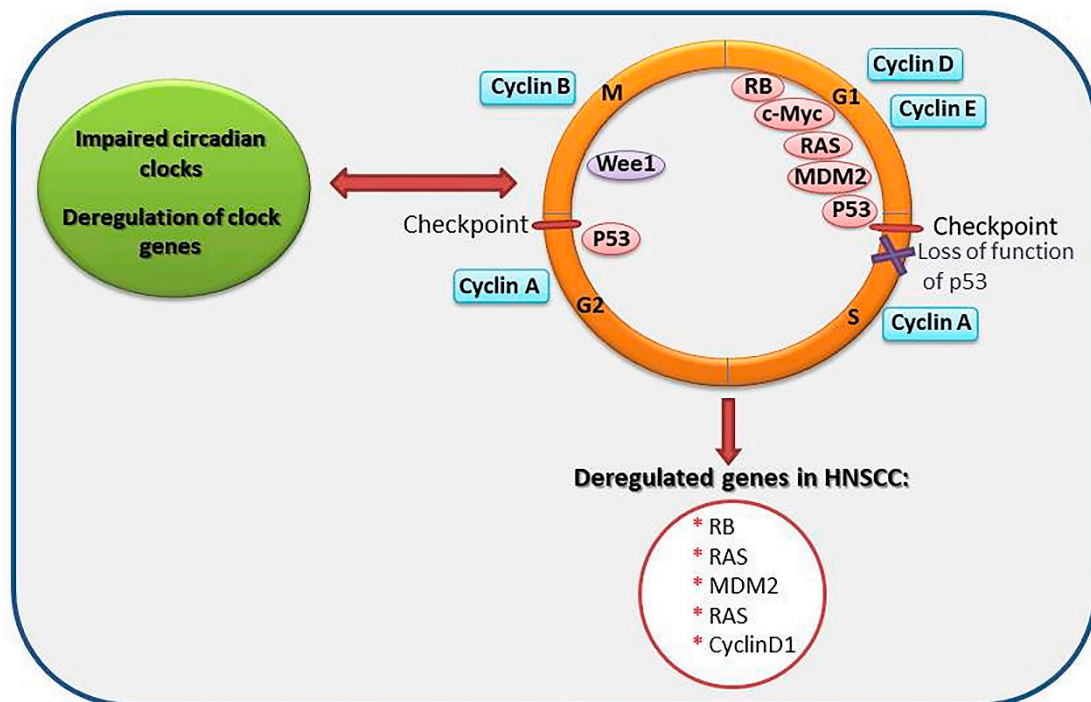 Impaired circadian
clocks
Deregulation of clock
genes
Cyclin B
M
Wee1
Checkpoint
P53
Cyclin A
G2
RB
c-Myc
RAS
MDM2
P53
G1
Cyclin D
Cyclin E
Checkpoint
Loss of function
of p53
S
Cyclin A
Deregulated genes in HNSCC:
* RB
* RAS
* MDM2
* RAS
* CyclinD1